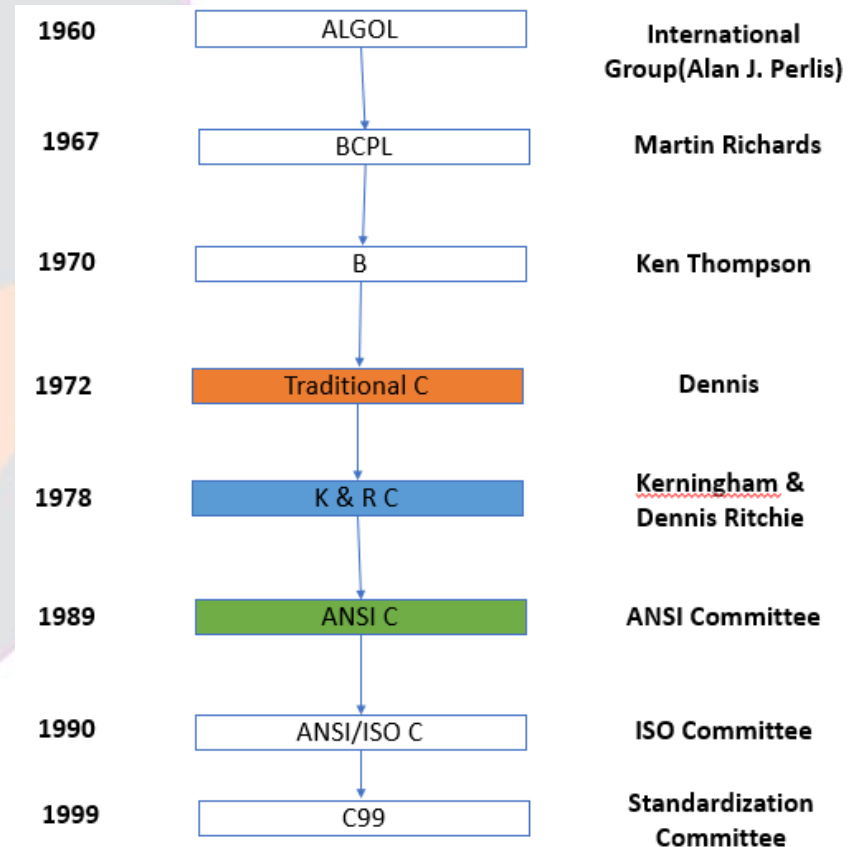 1960
ALGOL
International
Group(Alan J. Perlis)
1967
BCPL
Martin Richards
1970
B
Ken Thompson
1972
Traditional C
Dennis
1978
K & R C
Kerningham &
Dennis Ritchie
1989
ANSI C
ANSI Committee
1990
ANSI/ISO C
ISO Committee
1999
C99
Standardization
Committee